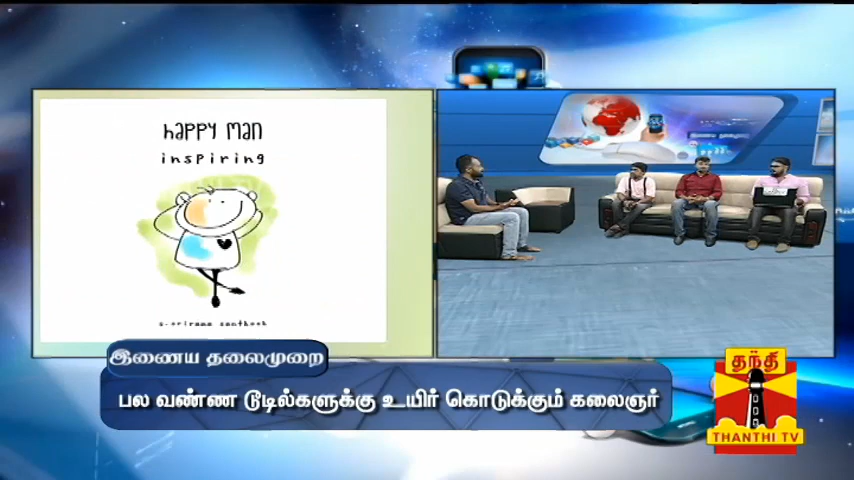 happy man
inspiring
இணைய தலைமுறை
பல வண்ண டூடில்களுக்கு உயிர் கொடுக்கும் கலைஞர்
தந்தி
THANTHI TV